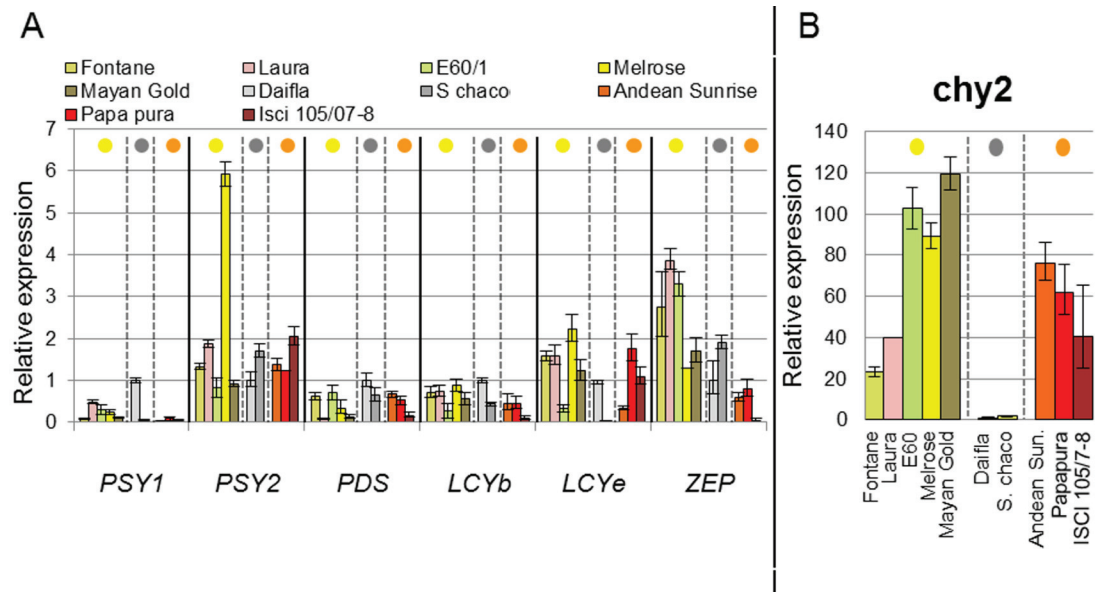 A
Fontane Laura E60/1 Melrose
Mayan Gold Daifla S chaco Andean Sunrise
Papa pura Isci 105/07-8
Relative expression
7
6
5
4
3
2
1
0
PSY1 PSY2 PDS LCYb LCYe ZEP
B
chy2
Relative expression
140
120
100
80
60
40
20
0
Fontane
Laura
E60
Melrose
Mayan Gold
Daifla
S. chaco
Andean Sun.
Papapura
ISCI 105/7-8